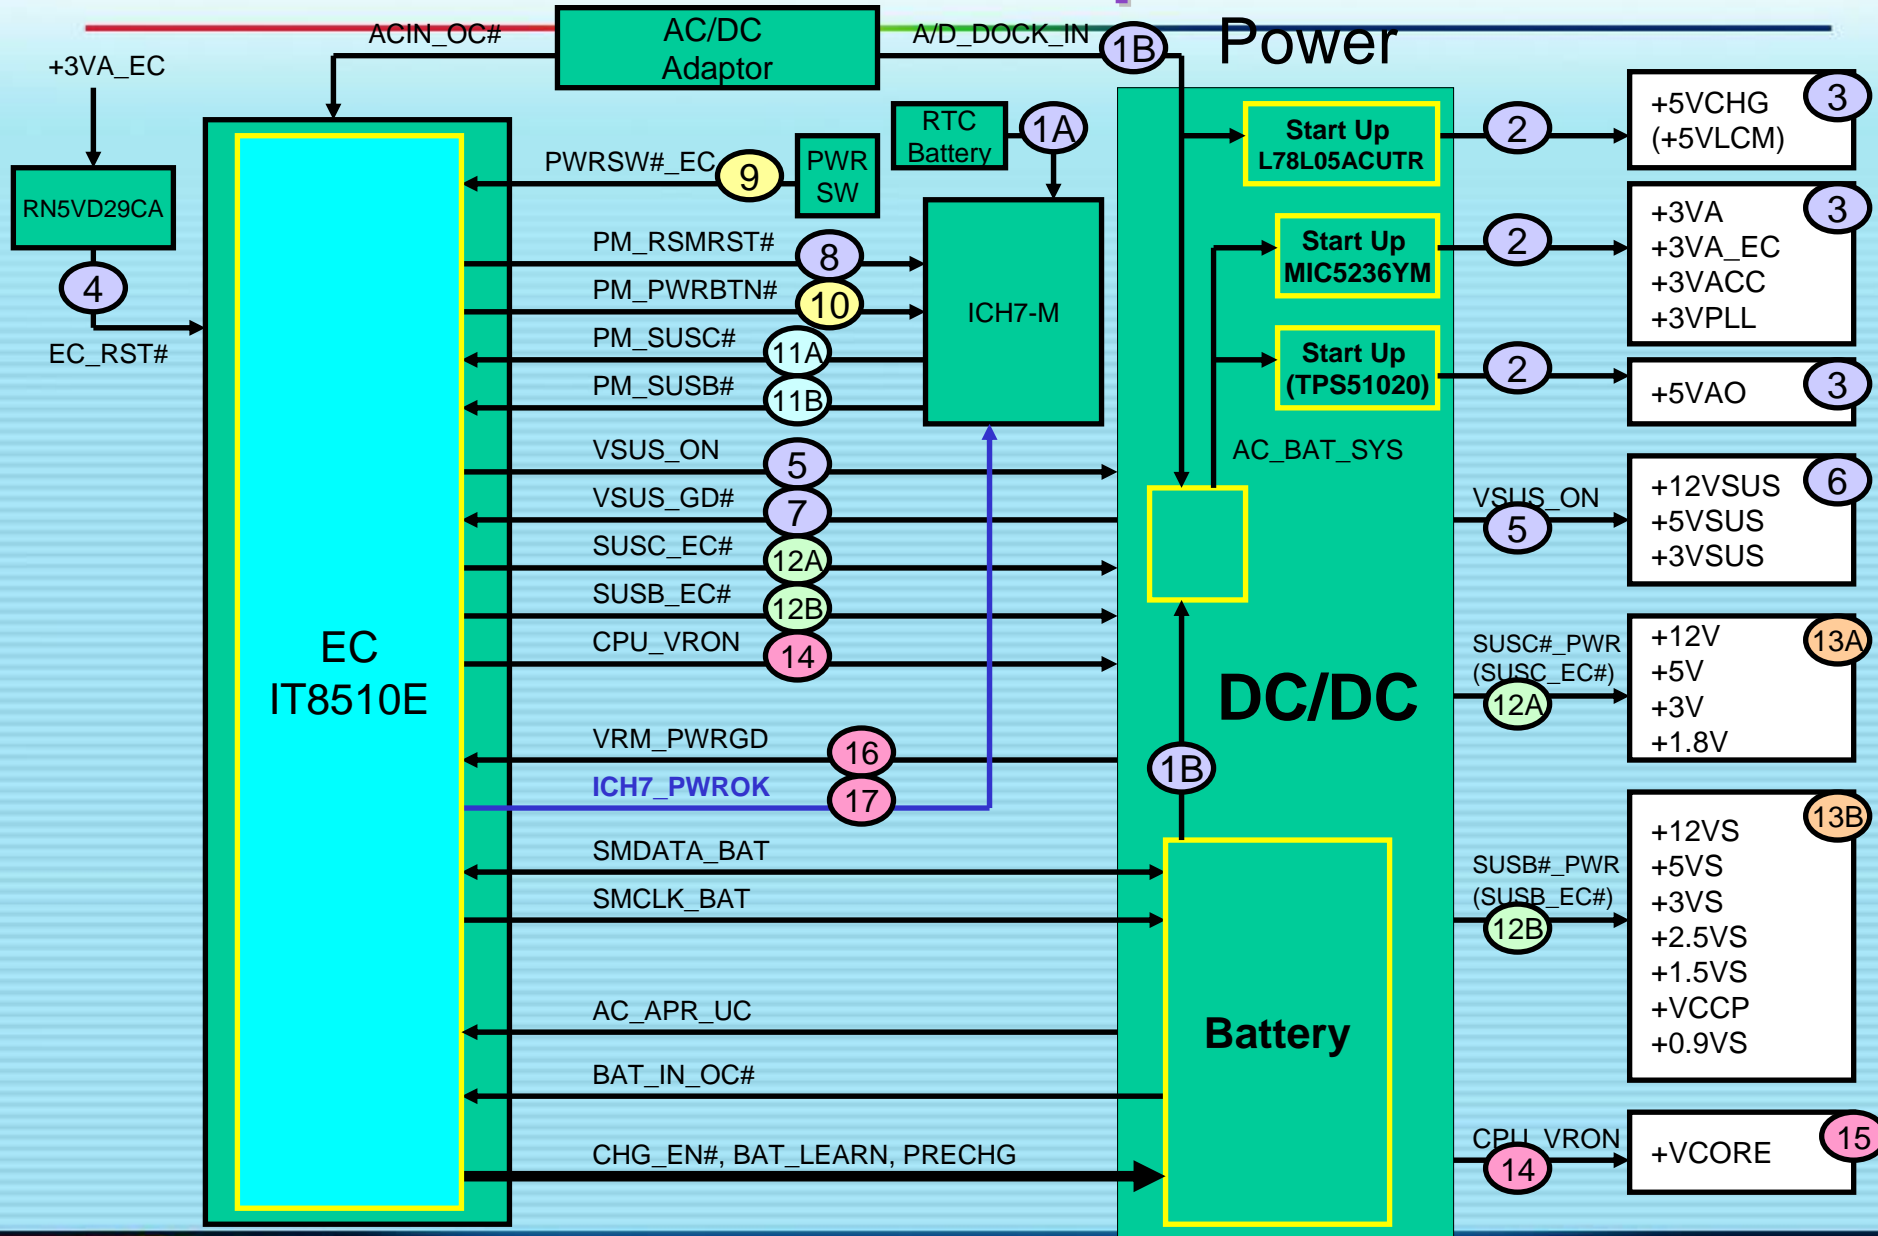 Power
ACIN_OC#
AC/DC
Adaptor
A/D_DOCK_IN
1B
+3VA_EC
RN5VD29CA
4
EC_RST#
EC
IT8510E
PWRSW#_EC
9
PWR
SW
RTC
Battery
1A
ICH7-M
PM_RSMRST#
8
PM_PWRBTN#
10
PM_SUSC#
11A
PM_SUSB#
11B
VSUS_ON
5
VSUS_GD#
7
SUSC_EC#
12A
SUSB_EC#
12B
CPU_VRON
14
VRM_PWRGD
16
ICH7_PWROK
17
SMDATA_BAT
SMCLK_BAT
AC_APR_UC
BAT_IN_OC#
CHG_EN#, BAT_LEARN, PRECHG
Start Up
L78L05ACUTR
2
Start Up
MIC5236YM
2
Start Up
(TPS51020)
2
AC_BAT_SYS
DC/DC
1B
Battery
+5VCHG
(+5VLCM)
3
+3VA
+3VA_EC
+3VACC
+3VPLL
3
+5VAO
3
VSUS_ON
5
+12VSUS
+5VSUS
+3VSUS
6
SUSC#_PWR
(SUSC_EC#)
12A
+12V
+5V
+3V
+1.8V
13A
SUSB#_PWR
(SUSB_EC#)
12B
+12VS
+5VS
+3VS
+2.5VS
+1.5VS
+VCCP
+0.9VS
13B
CPU_VRON
14
+VCORE
15